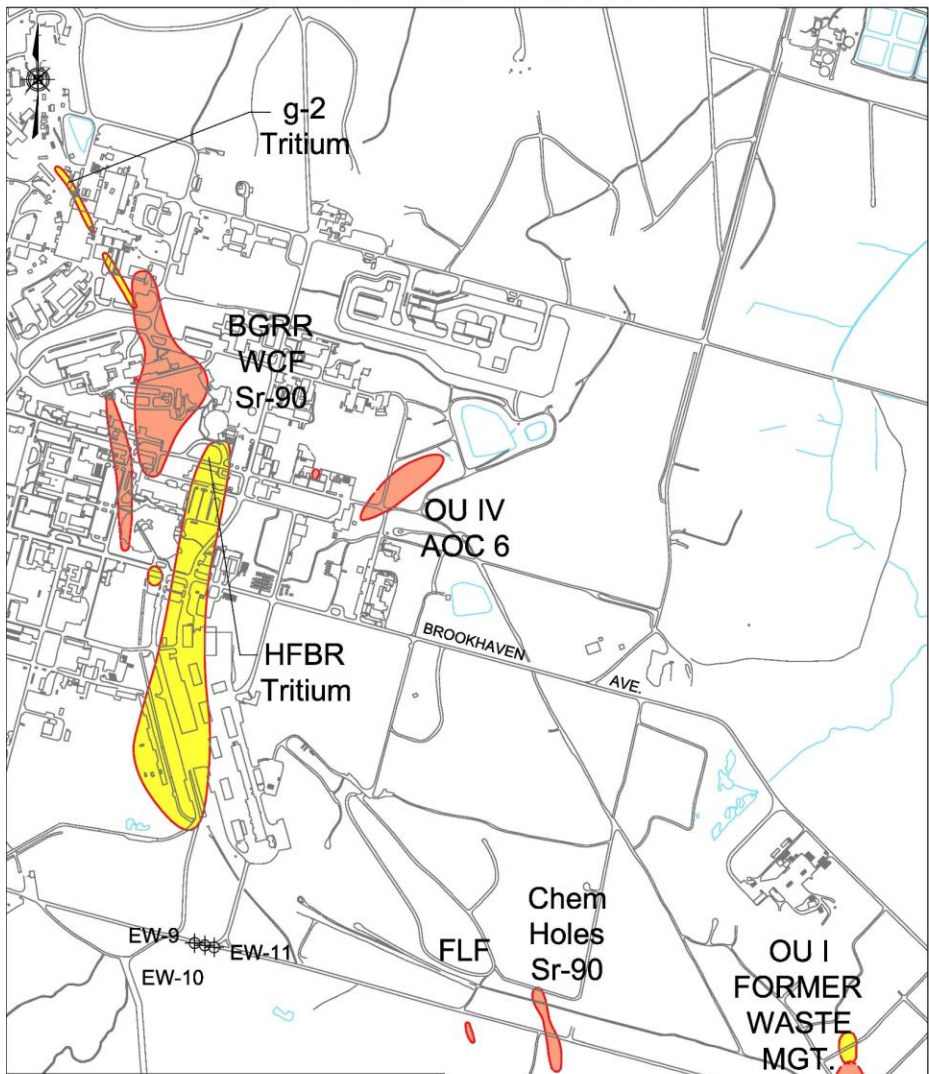 g-2
Tritium
BGRR
WCF
Sr-90
OU IV
AOC 6
BROOKHAVEN
AVE.
HFBR
Tritium
Chem
Holes
Sr-90
EW-9
EW-11
EW-10
FLF
OU I
FORMER
WASTE
MGT.